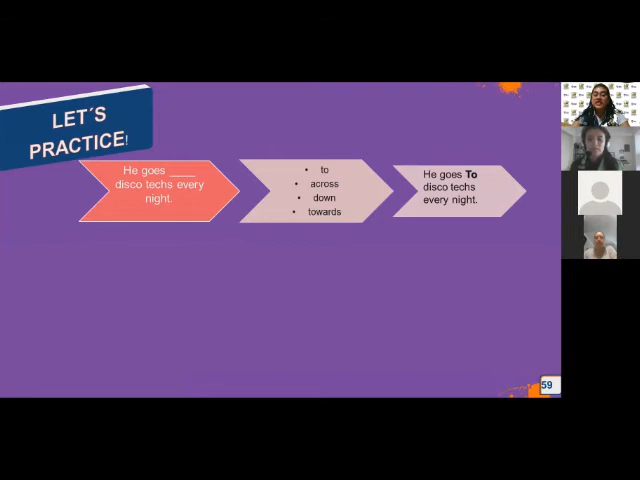 LET´S
PRACTICE!
He goes ____
disco techs every
night.
• to
• across
• down
• towards
He goes To
disco techs
every night.
59